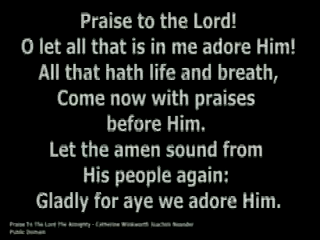 Praise to the Lord!
O let all that is in me adore Him!
All that hath life and breath,
Come now with praises
before Him.
Let the amen sound from
His people again:
Gladly for aye we adore Him.
Praise To The Lord The Almighty - Catherine Winkworth Joachim Neander
Public Domain